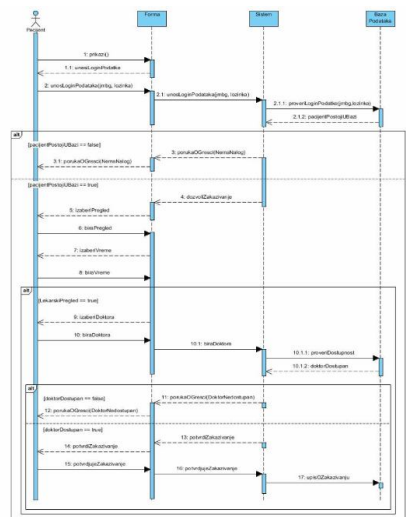 Pacijent
Forma
Sistem
Baza
Podataka
1: prikazi()
1.1: unosLoginPodatka
2: unosLoginPodataka(jmbg, lozinka)
2.1: unosLoginPodataka(jmbg, lozinka)
2.1.1: proveriLoginPodatke(jmbg,lozinka)
2.1.2: pacijentPostojiUBazi
alt
[pacijentPostojiUBazi == false]
3: porukaOGresci(NemaNalog)
3.1: porukaOGresci(NemaNalog)
[pacijentPostojiUBazi == true]
4: dozvoliZakazivanje
5: izaberiPregled
6: biraPregled
7: izaberiVreme
8: biraVreme
alt
[LekarskiPregled == true]
9: izaberiDoktora
10: biraDoktora
10.1: biraDoktora
10.1.1: proveriDostupnost
10.1.2: doktorDostupan
alt
[doktorDostupan == false]
11: porukaOGresci(DoktorNedostupan)
12: porukaOGresci(DoktorNedostupan)
[doktorDostupan == true]
13: potvrdiZakazivanje
14: potvrdiZakazivanje
15: potvrdjujeZakazivanje
16: potvrdjujeZakazivanje
17: upisOZakazivanju